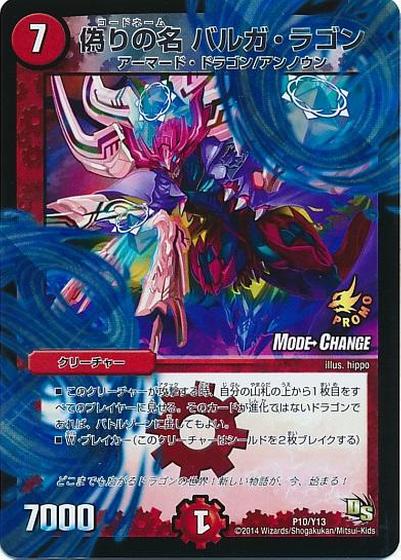 7
コードネーム
偽りの名 バルガ・ラゴン
アーマード・ドラゴン/アンノウン
PROMO
MODE CHANGE
illus. hippo
クリーチャー
■このクリーチャーが攻撃する時、自分の山札の上から1枚目をす
べてのプレイヤーに見せる。そのカードが進化ではないドラゴンで
あれば、バトルゾーンに出してもよい。
■W・ブレイカー(このクリーチャーはシールドを2枚ブレイクする)
どこまでも広がるドラゴンの世界！新しい物語が、今、始まる！
7000
1
DS
P10/Y13
©2014 Wizards/Shogakukan/Mitsui-Kids